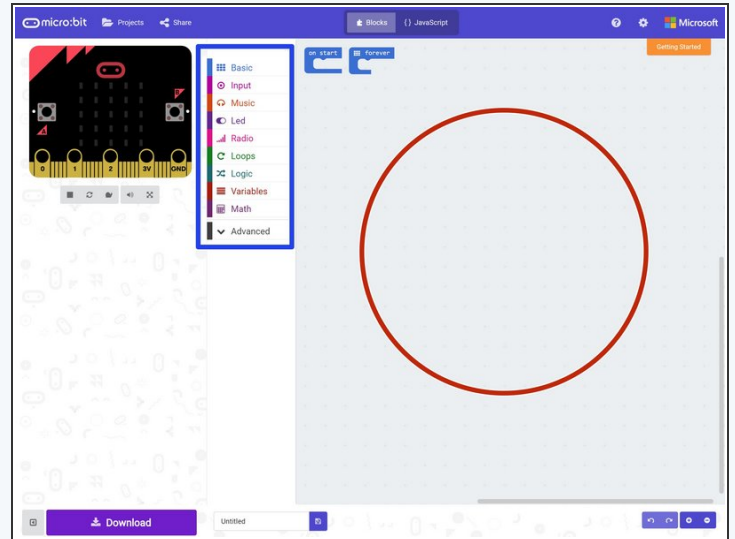 micro:bit Projects Share Blocks {} JavaScript Microsoft
Getting Started
on start forever
Basic
Input
Music
Led
Radio
Loops
Logic
Variables
Math
Advanced
A
B
0 1 2 3V GND
Download
Untitled